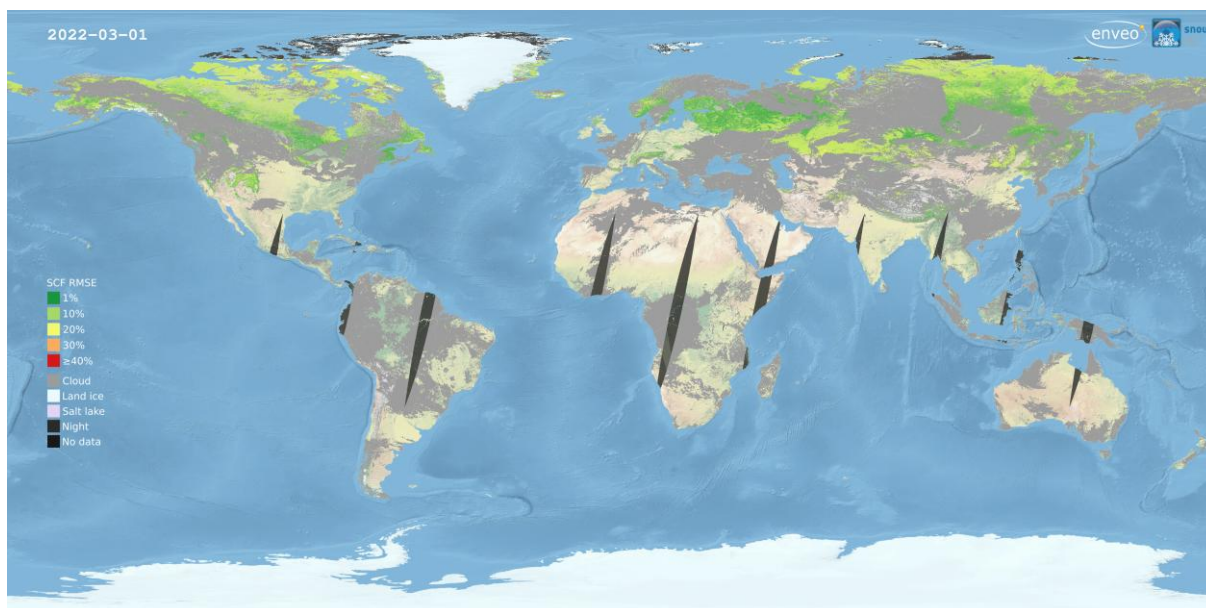 2022-03-01
enveo
snow
SCF RMSE
1%
10%
20%
30%
≥40%
Cloud
Land ice
Salt lake
Night
No data